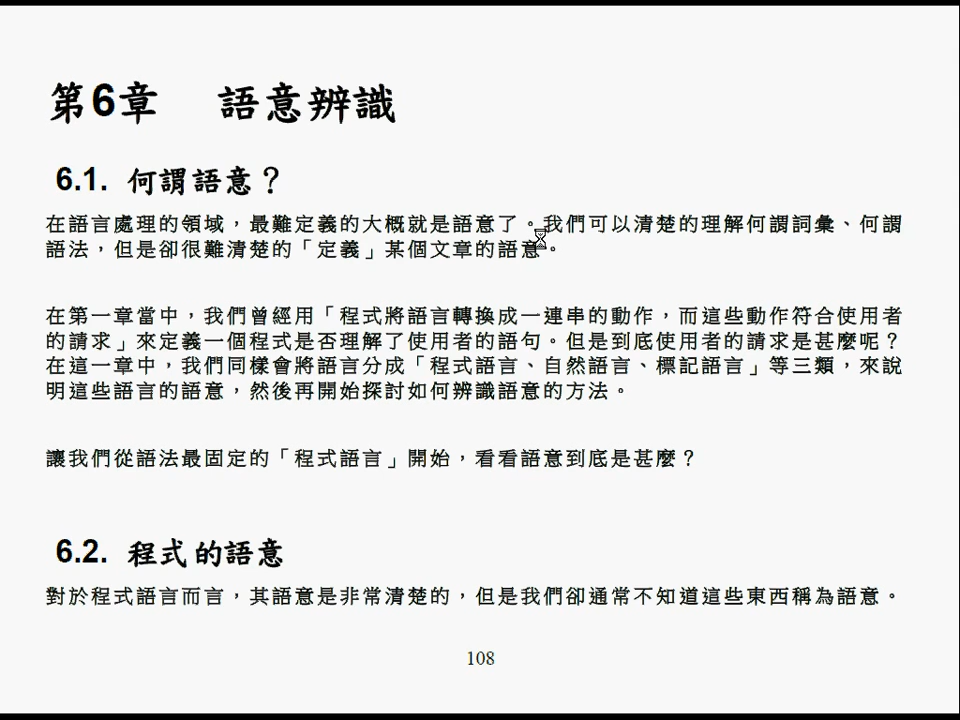 第6章 語意辨識
6.1. 何謂語意？
在語言處理的領域，最難定義的大概就是語意了。我們可以清楚的理解何謂詞彙、何謂
語法，但是卻很難清楚的「定義」某個文章的語意。
在第一章當中，我們曾經用「程式將語言轉換成一連串的動作，而這些動作符合使用者
的請求」來定義一個程式是否理解了使用者的語句。但是到底使用者的請求是甚麼呢？
在這一章中，我們同樣會將語言分成「程式語言、自然語言、標記語言」等三類，來說
明這些語言的語意，然後再開始探討如何辨識語意的方法。
讓我們從語法最固定的「程式語言」開始，看看語意到底是甚麼？
6.2. 程式的語意
對於程式語言而言，其語意是非常清楚的，但是我們卻通常不知道這些東西稱為語意。
108